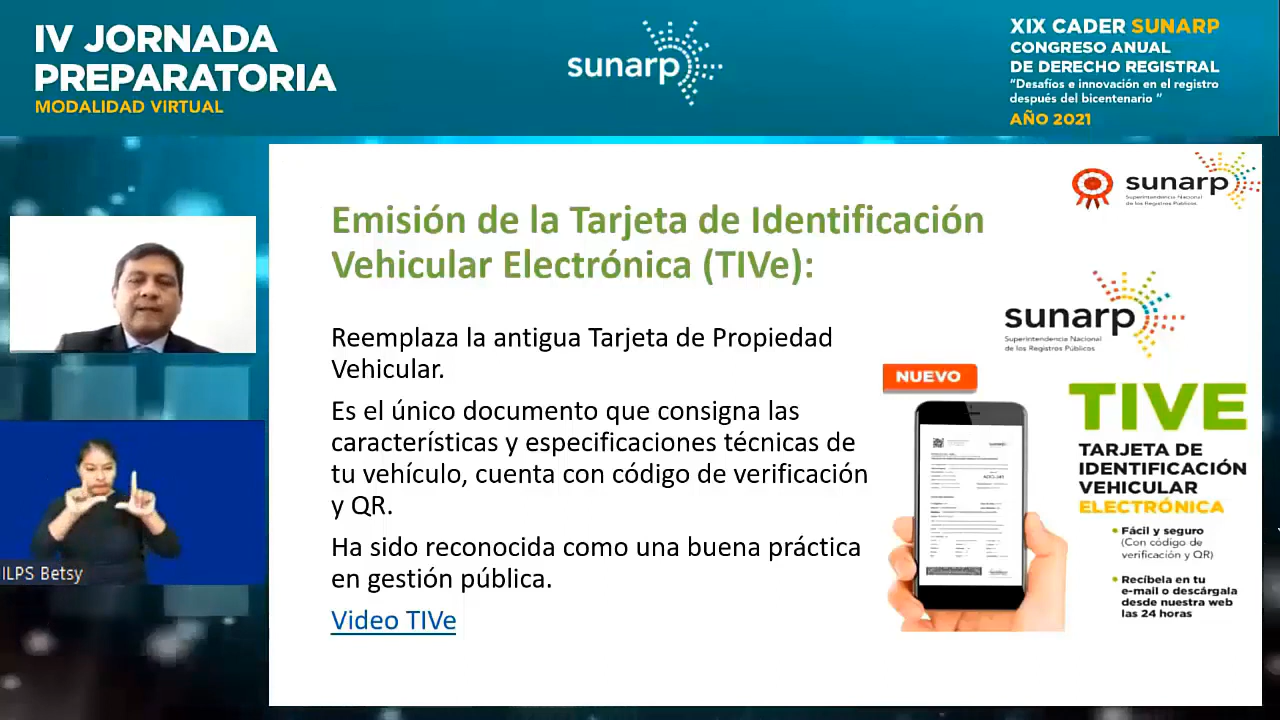 IV JORNADA
PREPARATORIA
MODALIDAD VIRTUAL
sunarp
XIX CADER SUNARP
CONGRESO ANUAL
DE DERECHO REGISTRAL
“Desafíos e innovación en el registro
después del bicentenario ”
AÑO 2021
sunarp
Superintendencia Nacional
de los Registros Públicos
Emisión de la Tarjeta de Identificación
Vehicular Electrónica (TIVe):
Reemplaza la antigua Tarjeta de Propiedad
Vehicular.
Es el único documento que consigna las
características y especificaciones técnicas de
tu vehículo, cuenta con código de verificación
y QR.
Ha sido reconocida como una buena práctica
en gestión pública.
Video TIVe
sunarp
Superintendencia Nacional
de los Registros Públicos
NUEVO
TIVE
TARJETA DE
IDENTIFICACIÓN
VEHICULAR
ELECTRÓNICA
• Fácil y seguro
(Con código de
verificación y QR)
• Recíbela en tu
e-mail o descárgala
desde nuestra web
las 24 horas
ILPS Betsy